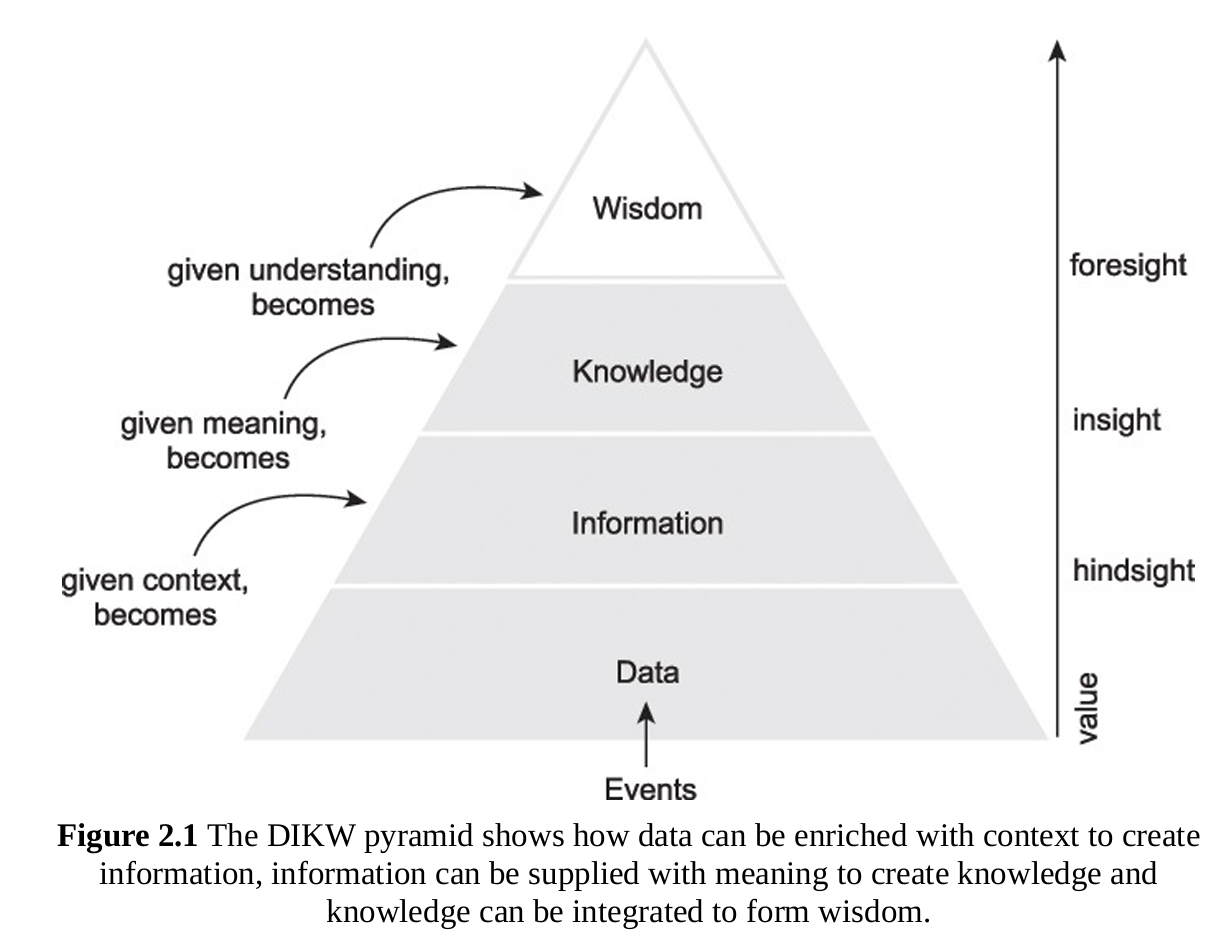 Wisdom
given understanding,
becomes
foresight
Knowledge
given meaning,
becomes
insight
Information
given context,
becomes
hindsight
Data
value
Events
Figure 2.1 The DIKW pyramid shows how data can be enriched with context to create
information, information can be supplied with meaning to create knowledge and
knowledge can be integrated to form wisdom.